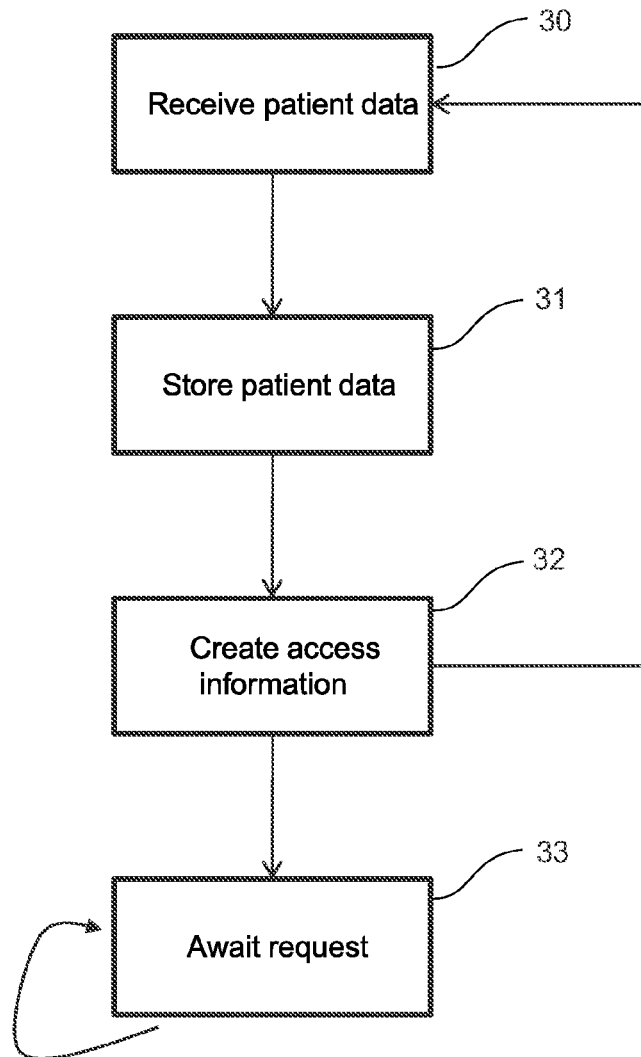 30
Receive patient data
31
Store patient data
32
Create access
information
33
Await request